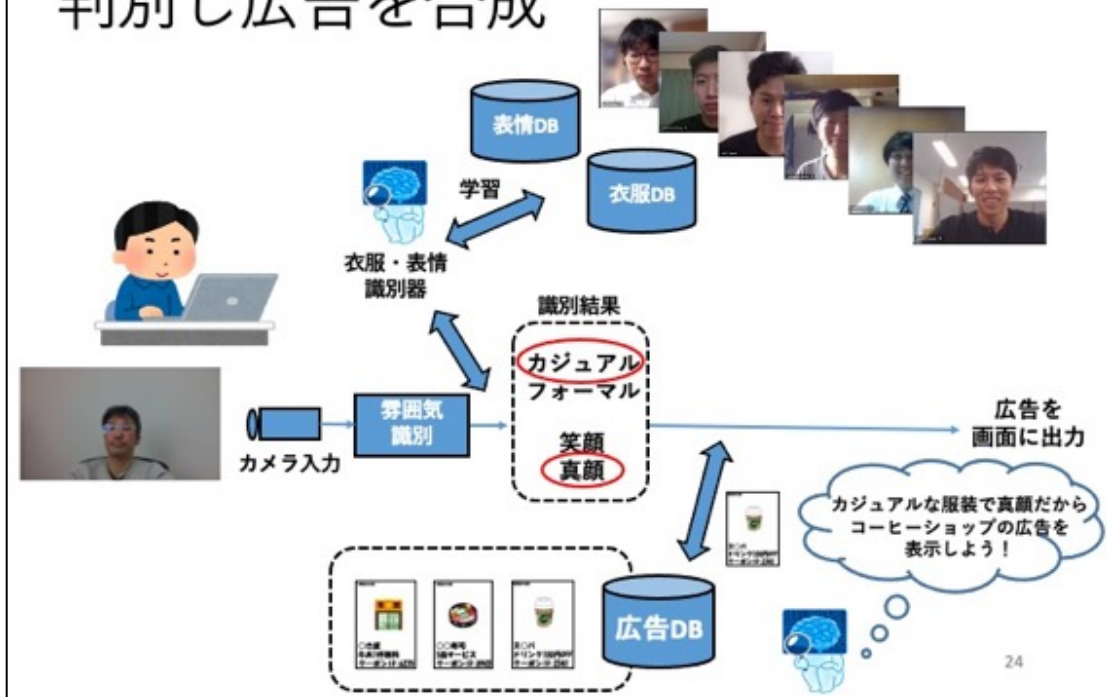 判別し広告を合成
表情DB
衣服DB
学習
衣服・表情
識別器
識別結果
カジュアル
フォーマル
笑顔
真顔
雰囲気
識別
カメラ入力
広告を
画面に出力
カジュアルな服装で真顔だから
コーヒーショップの広告を
表示しよう!
広告DB
24